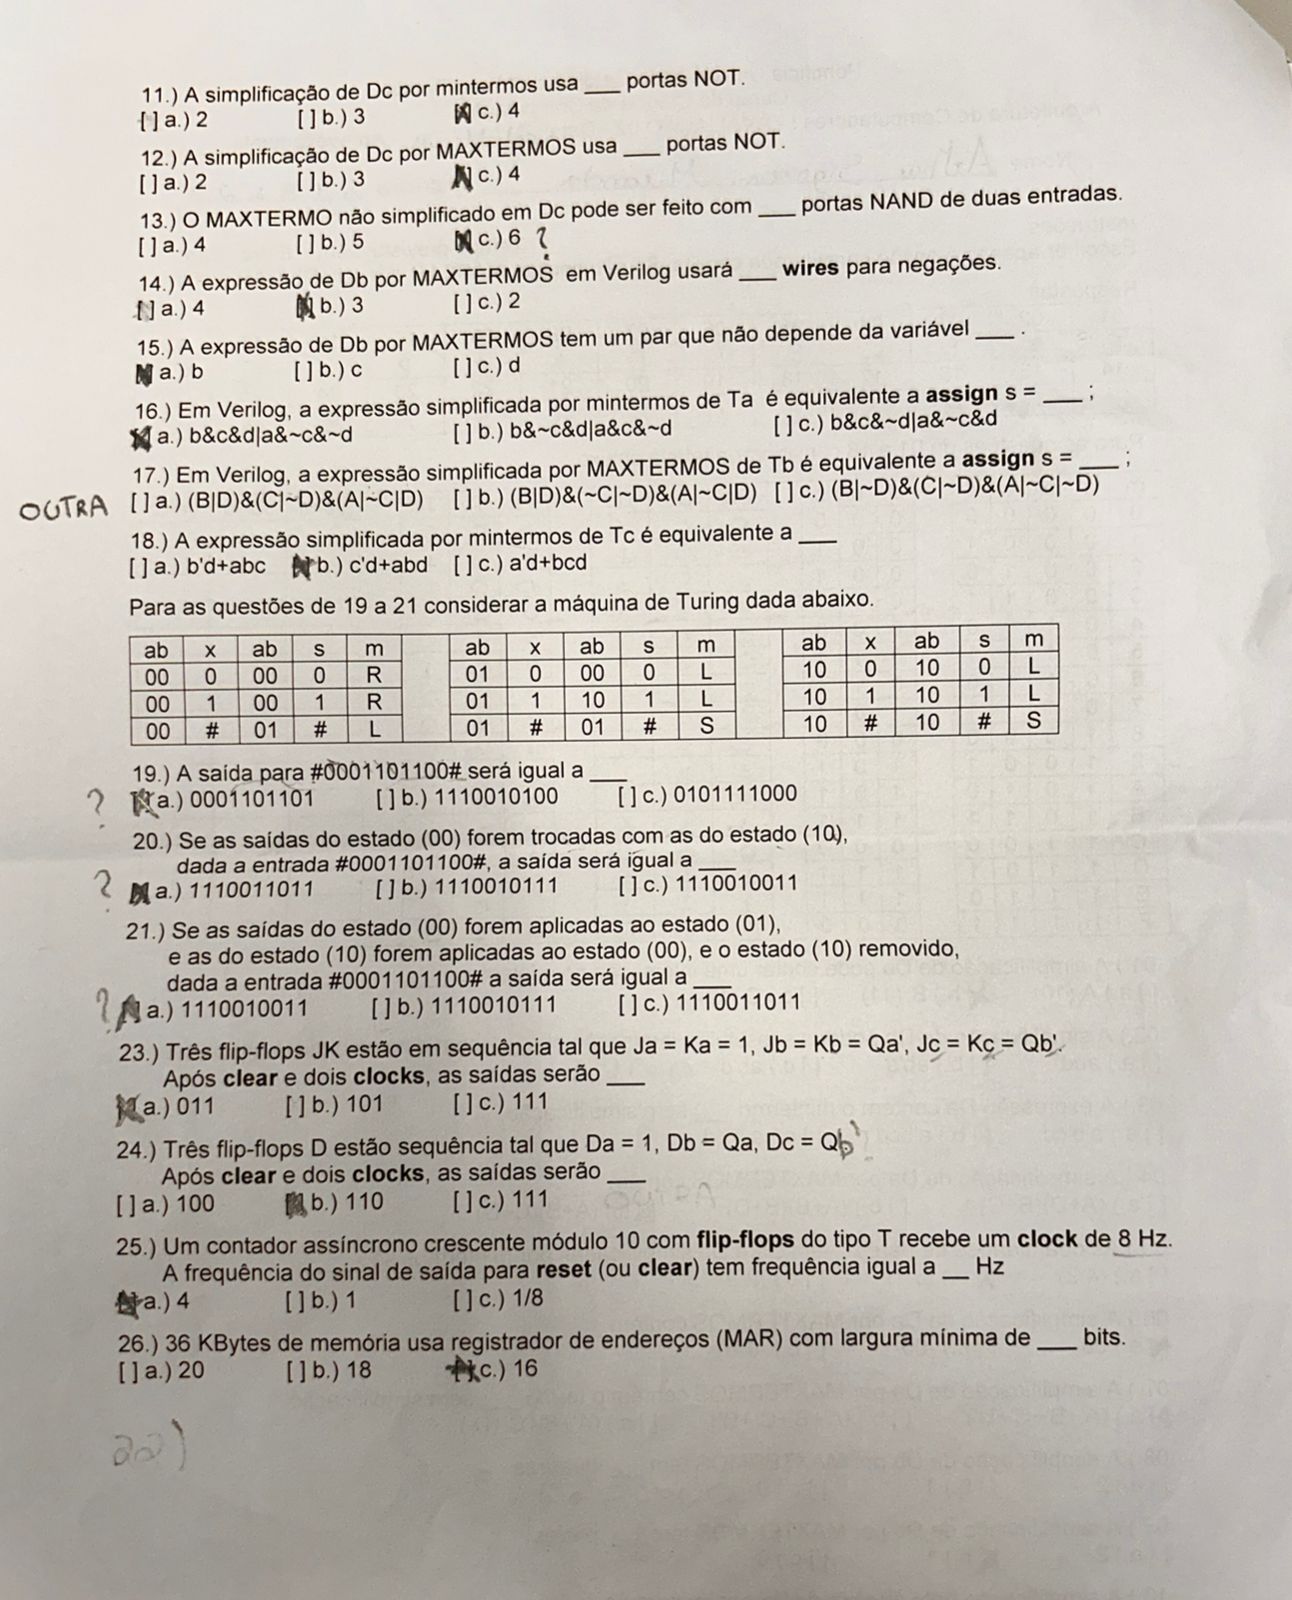 11.) A simplificação de Dc por mintermos usa ___ portas NOT.
[ ] a.) 2 [ ] b.) 3 [X] c.) 4
12.) A simplificação de Dc por MAXTERMOS usa ___ portas NOT.
[ ] a.) 2 [ ] b.) 3 [X] c.) 4
13.) O MAXTERMO não simplificado em Dc pode ser feito com ___ portas NAND de duas entradas.
[ ] a.) 4 [ ] b.) 5 [X] c.) 6 ?
14.) A expressão de Db por MAXTERMOS em Verilog usará ___ wires para negações.
[ ] a.) 4 [X] b.) 3 [ ] c.) 2
15.) A expressão de Db por MAXTERMOS tem um par que não depende da variável ___ .
[X] a.) b [ ] b.) c [ ] c.) d
16.) Em Verilog, a expressão simplificada por mintermos de Ta é equivalente a assign s = ___ ;
[X] a.) b&c&d|a&~c&~d [ ] b.) b&~c&d|a&c&~d [ ] c.) b&c&~d|a&~c&d
17.) Em Verilog, a expressão simplificada por MAXTERMOS de Tb é equivalente a assign s = ___ ;
OUTRA [ ] a.) (B|D)&(C|~D)&(A|~C|D) [ ] b.) (B|D)&(~C|~D)&(A|~C|D) [ ] c.) (B|~D)&(C|~D)&(A|~C|~D)
18.) A expressão simplificada por mintermos de Tc é equivalente a ___
[ ] a.) b'd+abc [X] b.) c'd+abd [ ] c.) a'd+bcd
Para as questões de 19 a 21 considerar a máquina de Turing dada abaixo.
ab x ab s m ab x ab s m ab x ab s m
00 0 00 0 R 01 0 00 0 L 10 0 10 0 L
00 1 00 1 R 01 1 10 1 L 10 1 10 1 L
00 # 01 # L 01 # 01 # S 10 # 10 # S
19.) A saída para #0001101100# será igual a ___
? [X] a.) 0001101101 [ ] b.) 1110010100 [ ] c.) 0101111000
20.) Se as saídas do estado (00) forem trocadas com as do estado (10),
dada a entrada #0001101100#, a saída será igual a ___
? [X] a.) 1110011011 [ ] b.) 1110010111 [ ] c.) 1110010011
21.) Se as saídas do estado (00) forem aplicadas ao estado (01),
e as do estado (10) forem aplicadas ao estado (00), e o estado (10) removido,
dada a entrada #0001101100# a saída será igual a ___
? [X] a.) 1110010011 [ ] b.) 1110010111 [ ] c.) 1110011011
23.) Três flip-flops JK estão em sequência tal que Ja = Ka = 1, Jb = Kb = Qa', Jc = Kc = Qb'.
Após clear e dois clocks, as saídas serão ___
[X] a.) 011 [ ] b.) 101 [ ] c.) 111
24.) Três flip-flops D estão sequência tal que Da = 1, Db = Qa, Dc = Qb'
Após clear e dois clocks, as saídas serão ___
[ ] a.) 100 [X] b.) 110 [ ] c.) 111
25.) Um contador assíncrono crescente módulo 10 com flip-flops do tipo T recebe um clock de 8 Hz.
A frequência do sinal de saída para reset (ou clear) tem frequência igual a __ Hz
[X] a.) 4 [ ] b.) 1 [ ] c.) 1/8
26.) 36 KBytes de memória usa registrador de endereços (MAR) com largura mínima de ___ bits.
[ ] a.) 20 [ ] b.) 18 [X] c.) 16
22)